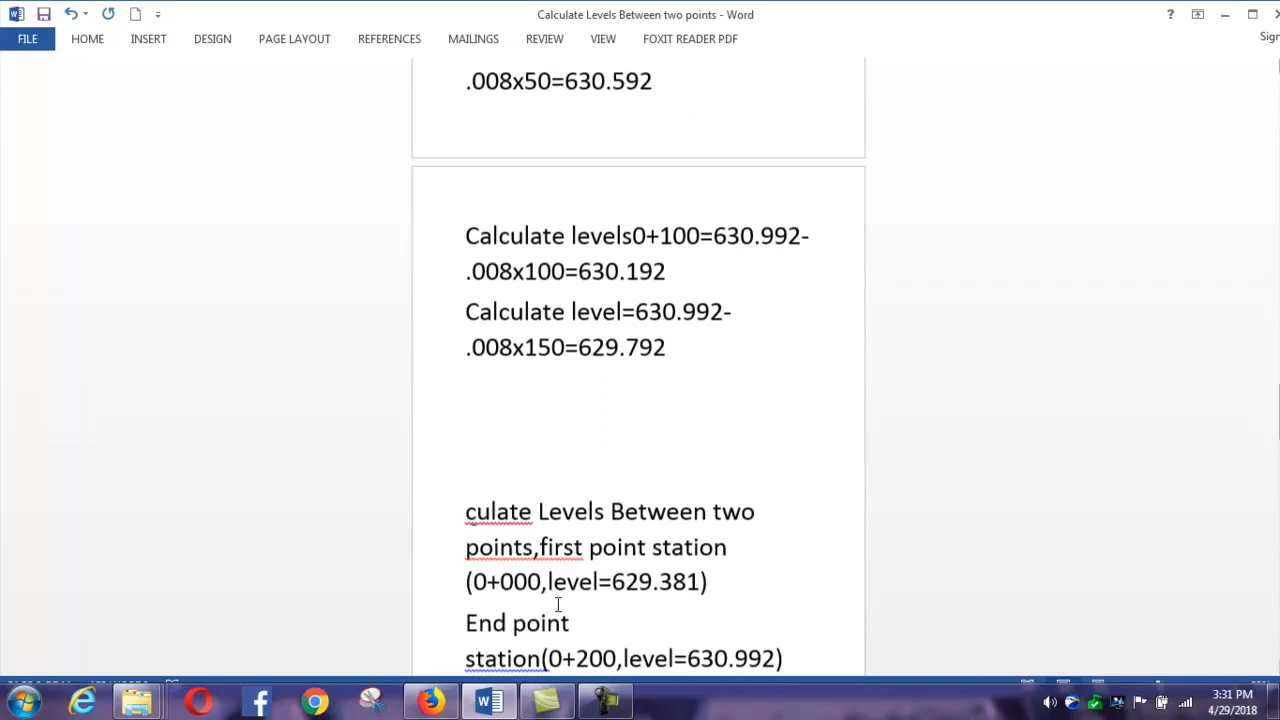 Calculate Levels Between two points - Word
?
FILE HOME INSERT DESIGN PAGE LAYOUT REFERENCES MAILINGS REVIEW VIEW FOXIT READER PDF Sign
.008x50=630.592
Calculate levels0+100=630.992-
.008x100=630.192
Calculate level=630.992-
.008x150=629.792
culate Levels Between two
points,first point station
(0+000,level=629.381)
End point
station(0+200,level=630.992)
3:31 PM
4/29/2018